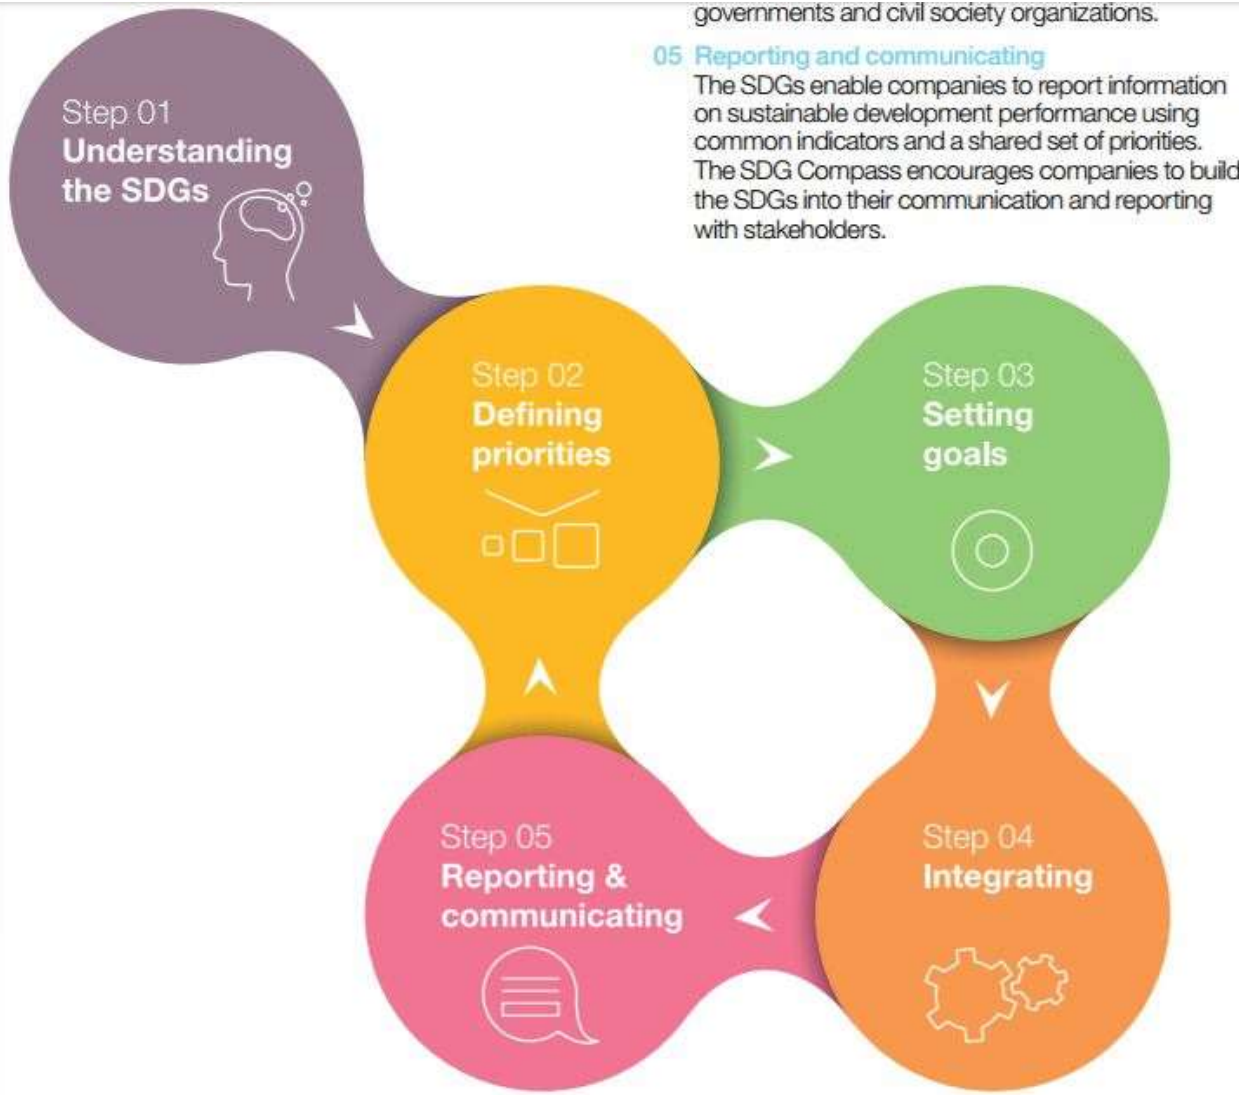 governments and civil society organizations.
05 Reporting and communicating
The SDGs enable companies to report information
on sustainable development performance using
common indicators and a shared set of priorities.
The SDG Compass encourages companies to build
the SDGs into their communication and reporting
with stakeholders.
Step 01
Understanding
the SDGs
Step 02
Defining
priorities
Step 03
Setting
goals
Step 04
Integrating
Step 05
Reporting &
communicating